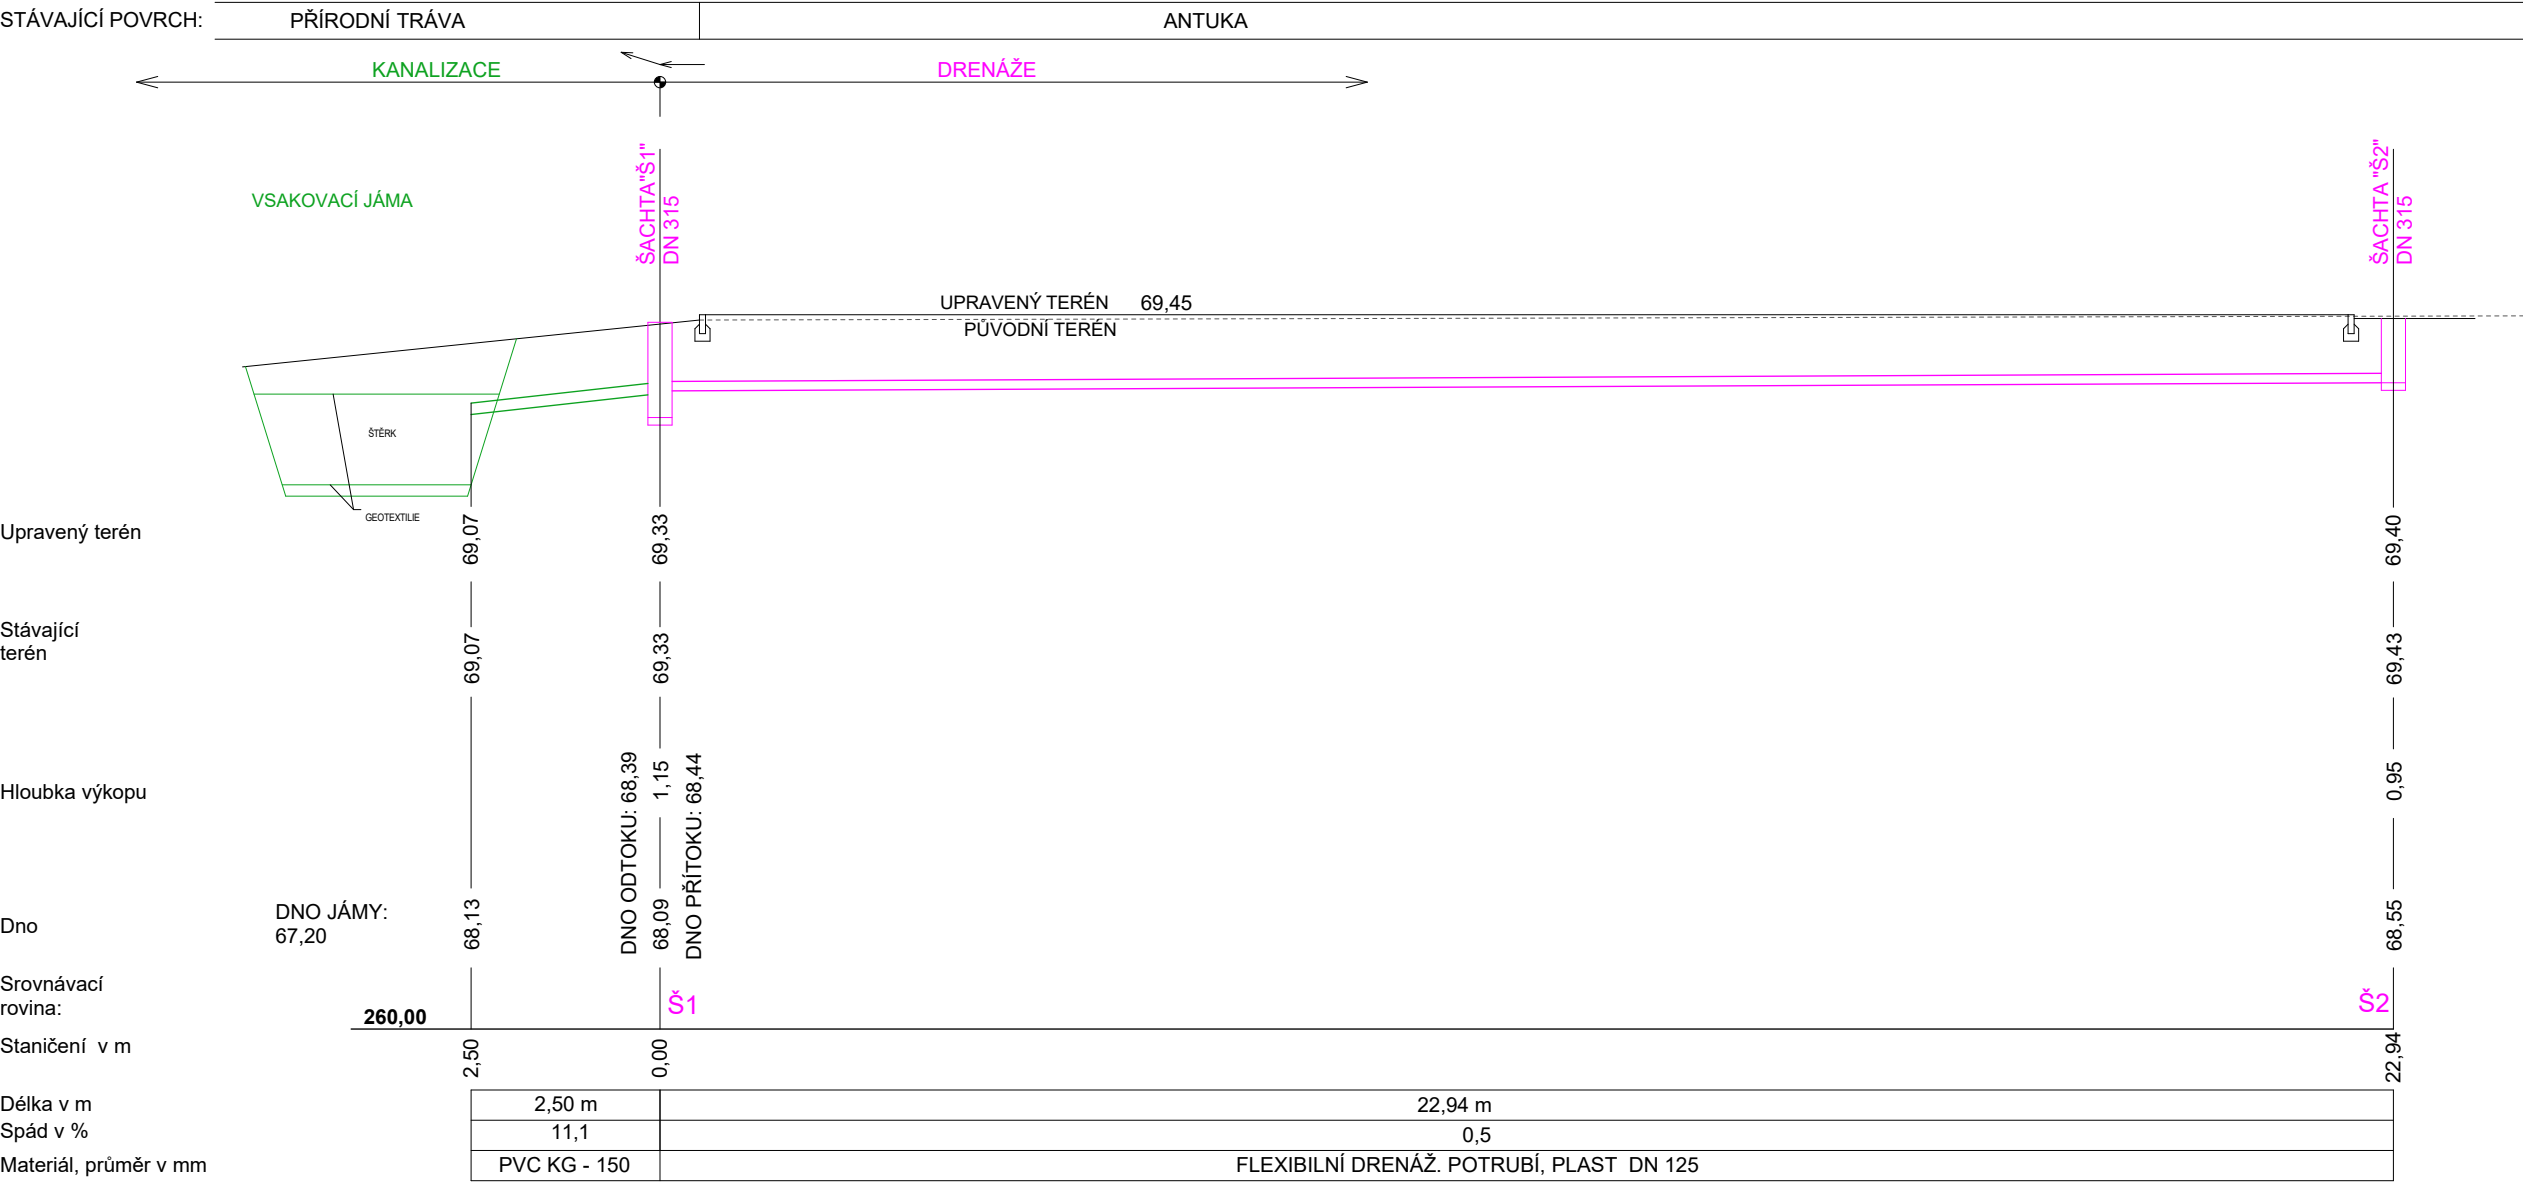 STÁVAJÍCÍ POVRCH:
PŘÍRODNÍ TRÁVA
ANTUKA
KANALIZACE
DRENÁŽE
VSAKOVACÍ JÁMA
ŠACHTA"Š1"
DN 315
ŠACHTA "Š2"
DN 315
UPRAVENÝ TERÉN 69,45
PŮVODNÍ TERÉN
ŠTĚRK
GEOTEXTILIE
Upravený terén
69,07
69,33
69,40
Stávající
terén
69,07
69,33
69,43
Hloubka výkopu
DNO ODTOKU: 68,39
1,15
DNO PŘÍTOKU: 68,44
0,95
Dno
DNO JÁMY:
67,20
68,13
68,09
68,55
Srovnávací
rovina:
260,00
Š1
Š2
Staničení v m
2,50
0,00
22,94
Délka v m
2,50 m
22,94 m
Spád v %
11,1
0,5
Materiál, průměr v mm
PVC KG - 150
FLEXIBILNÍ DRENÁŽ. POTRUBÍ, PLAST DN 125